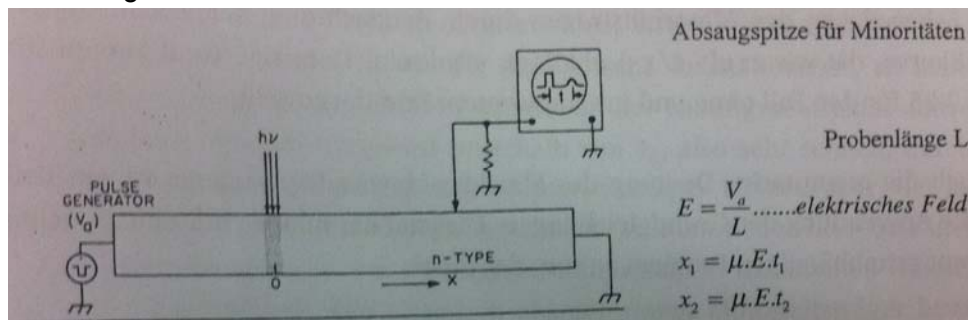 Absaugspitze für Minoritäten
Probenlänge L
hν
PULSE
GENERATOR
(Va)
n-TYPE
x
0
t
E = Va/L .......elektrisches Feld
x₁ = μ.E.t₁
x₂ = μ.E.t₂